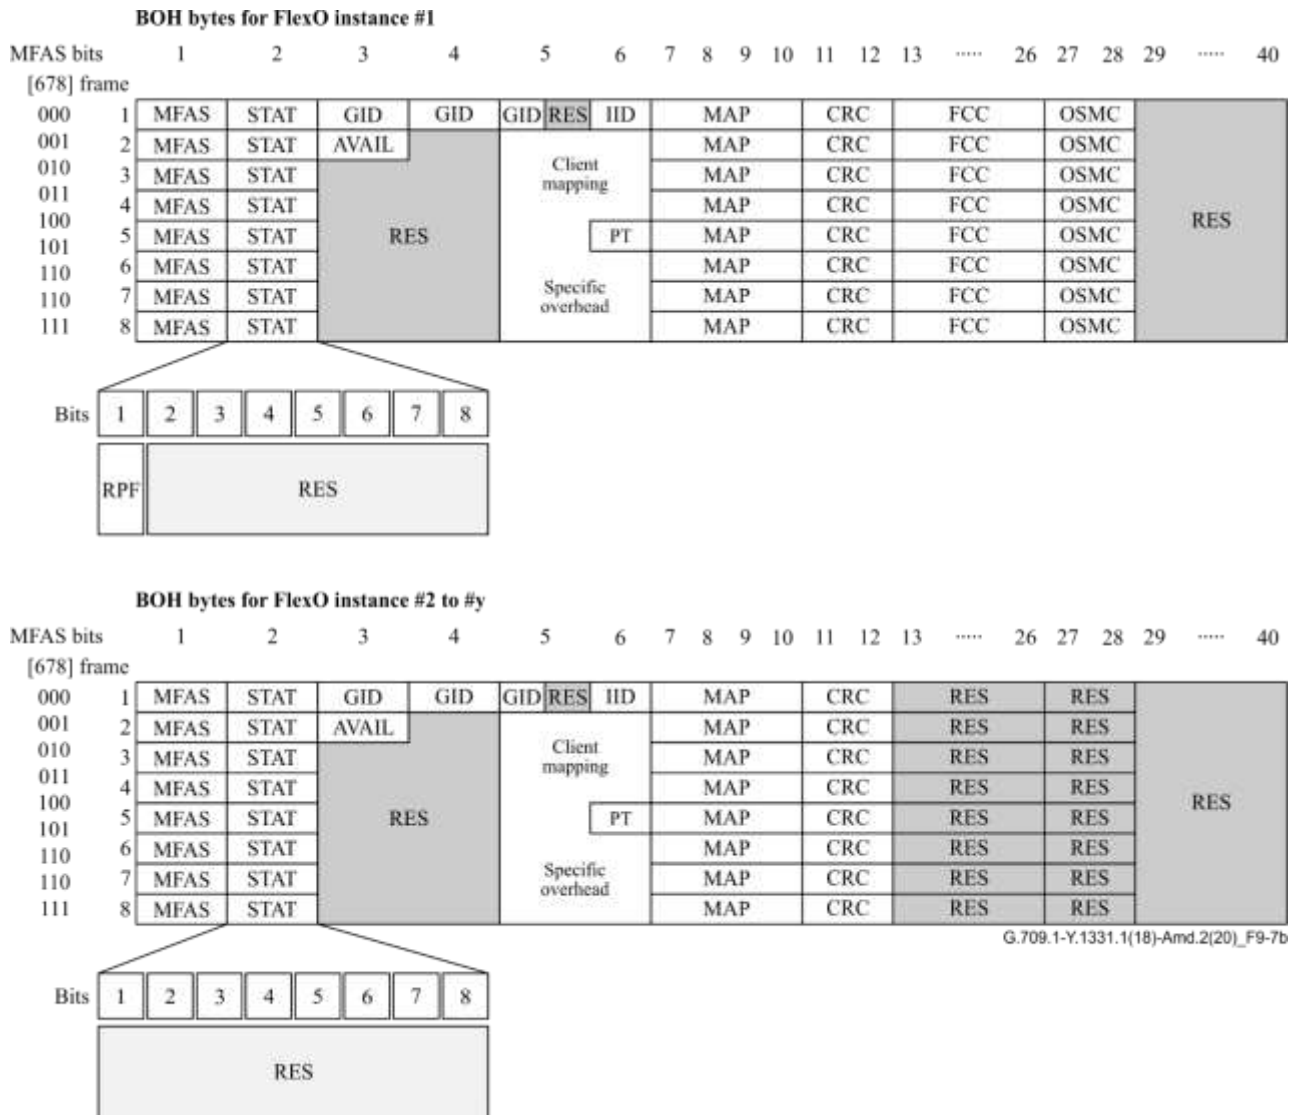 BOH bytes for FlexO instance #1
MFAS bits 1 2 3 4 5 6 7 8 9 10 11 12 13 ..... 26 27 28 29 ..... 40
[678] frame
000 1 MFAS STAT GID GID GID RES IID MAP CRC FCC OSMC
001 2 MFAS STAT AVAIL MAP CRC FCC OSMC
Client
010 3 MFAS STAT MAP CRC FCC OSMC
mapping
011 4 MFAS STAT MAP CRC FCC OSMC
100 5 MFAS STAT RES PT MAP CRC FCC OSMC RES
101 6 MFAS STAT MAP CRC FCC OSMC
110 7 MFAS STAT MAP CRC FCC OSMC
Specific
overhead
110
111 8 MFAS STAT MAP CRC FCC OSMC
Bits 1 2 3 4 5 6 7 8
RPF RES
BOH bytes for FlexO instance #2 to #y
MFAS bits 1 2 3 4 5 6 7 8 9 10 11 12 13 ..... 26 27 28 29 ..... 40
[678] frame
000 1 MFAS STAT GID GID GID RES IID MAP CRC RES RES
001 2 MFAS STAT AVAIL MAP CRC RES RES
Client
010 3 MFAS STAT MAP CRC RES RES
mapping
011 4 MFAS STAT MAP CRC RES RES
100 5 MFAS STAT RES PT MAP CRC RES RES RES
101 6 MFAS STAT MAP CRC RES RES
110 7 MFAS STAT MAP CRC RES RES
Specific
overhead
110
111 8 MFAS STAT MAP CRC RES RES
G.709.1-Y.1331.1(18)-Amd.2(20)_F9-7b
Bits 1 2 3 4 5 6 7 8
RES